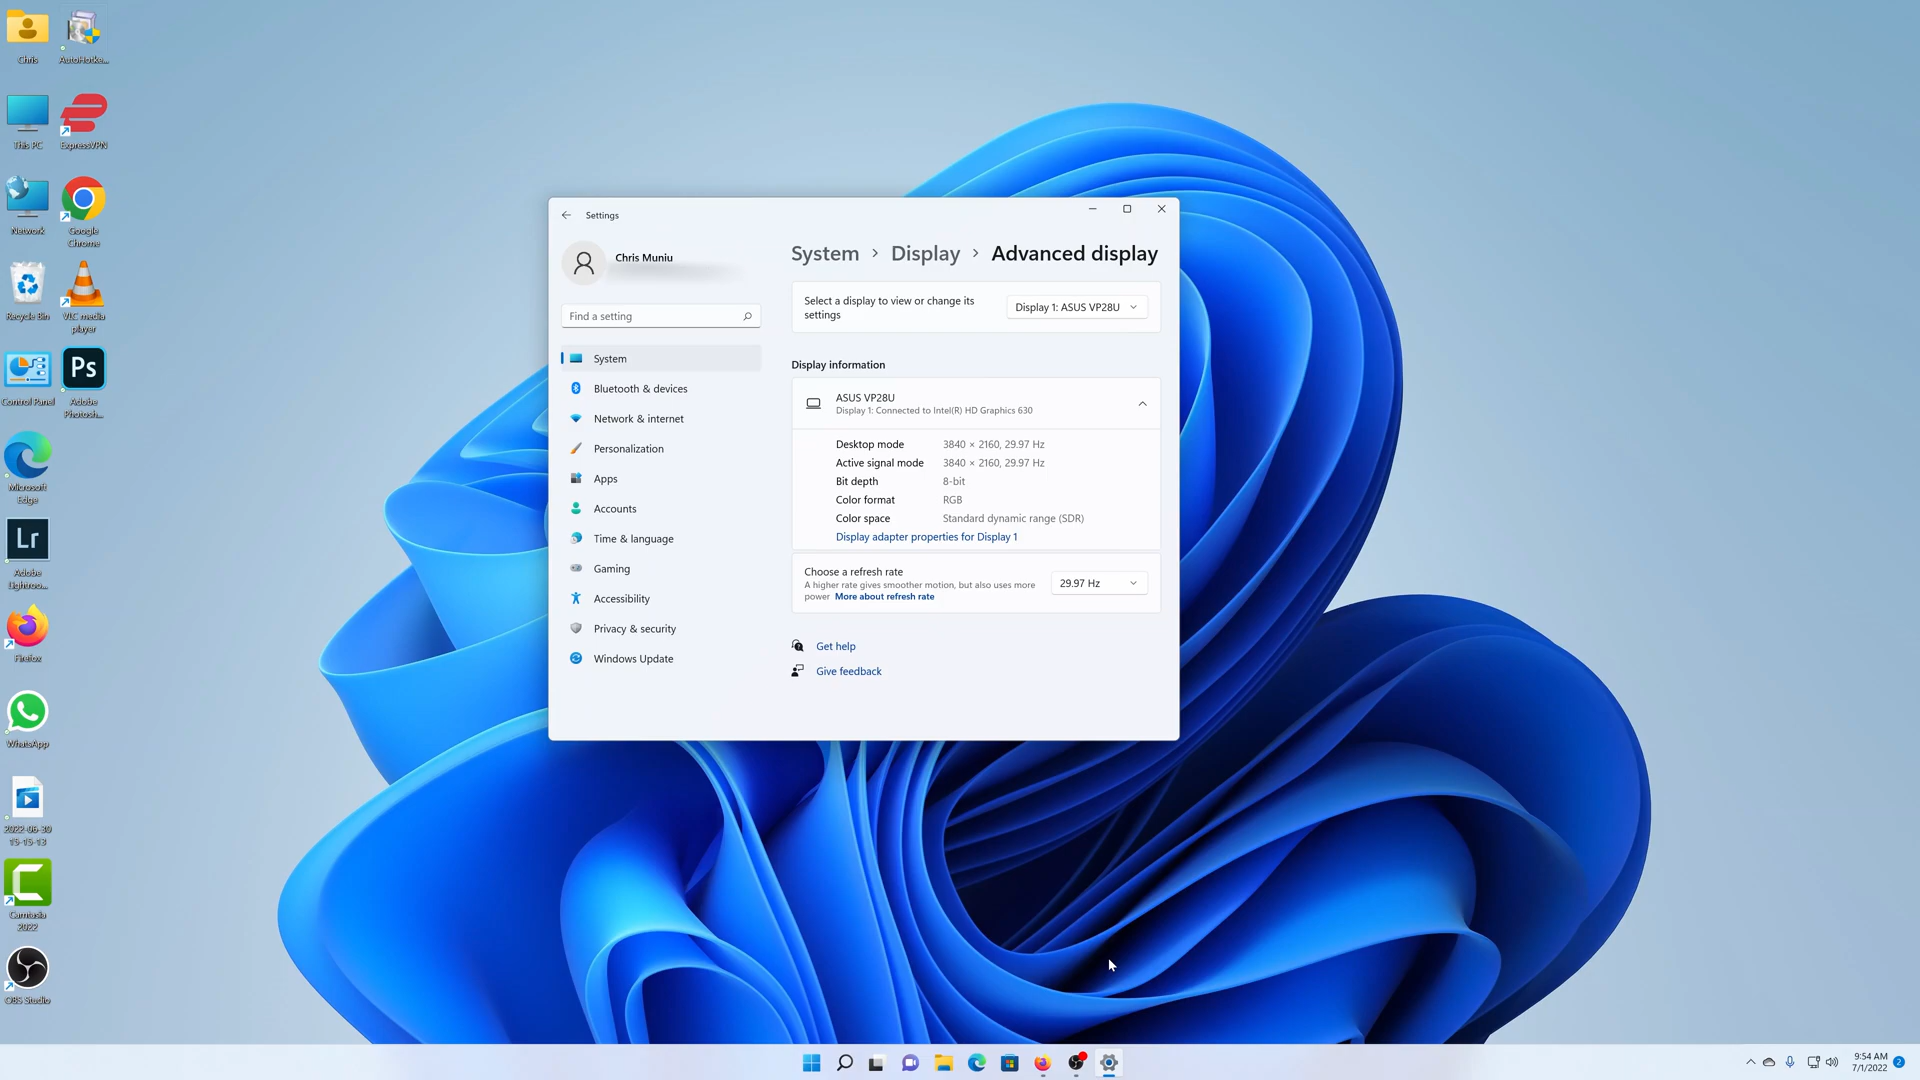 Chris
AutoHotke...
This PC
ExpressVPN
Network
Google
Chrome
Recycle Bin
VLC media
player
Control Panel
Ps
Adobe
Photosh...
Microsoft
Edge
Lr
Adobe
Lightroo...
Firefox
WhatsApp
2022-06-30
15-15-13
Camtasia
2022
OBS Studio
Settings
Chris Muniu
Find a setting
System
Bluetooth & devices
Network & internet
Personalization
Apps
Accounts
Time & language
Gaming
Accessibility
Privacy & security
Windows Update
System > Display > Advanced display
Select a display to view or change its
settings
Display 1: ASUS VP28U
Display information
ASUS VP28U
Display 1: Connected to Intel(R) HD Graphics 630
Desktop mode 3840 × 2160, 29.97 Hz
Active signal mode 3840 × 2160, 29.97 Hz
Bit depth 8-bit
Color format RGB
Color space Standard dynamic range (SDR)
Display adapter properties for Display 1
Choose a refresh rate
A higher rate gives smoother motion, but also uses more
power More about refresh rate
29.97 Hz
Get help
Give feedback
9:54 AM
7/1/2022
2